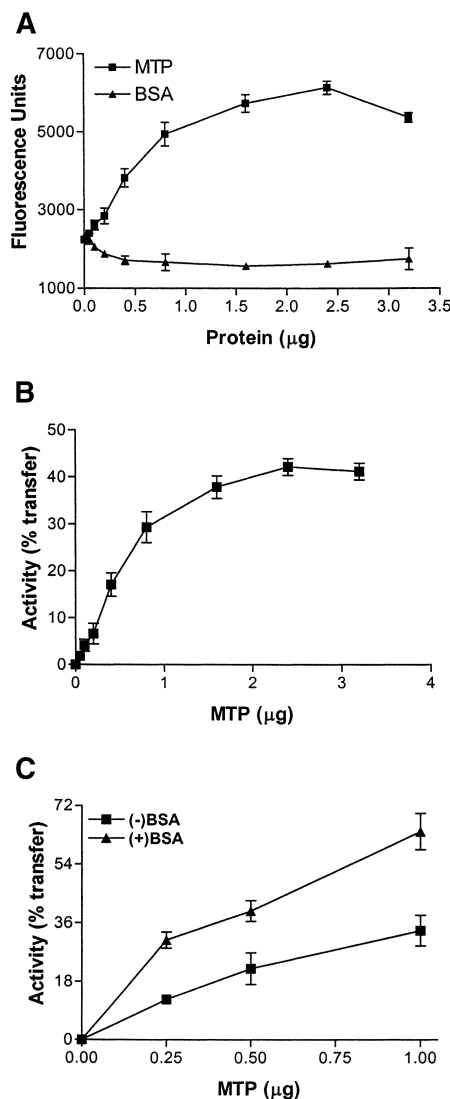 A
7000
5000
3000
1000
Fluorescence Units
MTP
BSA
0.0 0.5 1.0 1.5 2.0 2.5 3.0 3.5
Protein (μg)
B
50
40
30
20
10
0
Activity (% transfer)
0 1 2 3 4
MTP (μg)
C
72
54
36
18
0
Activity (% transfer)
(-)BSA
(+)BSA
0.00 0.25 0.50 0.75 1.00
MTP (μg)